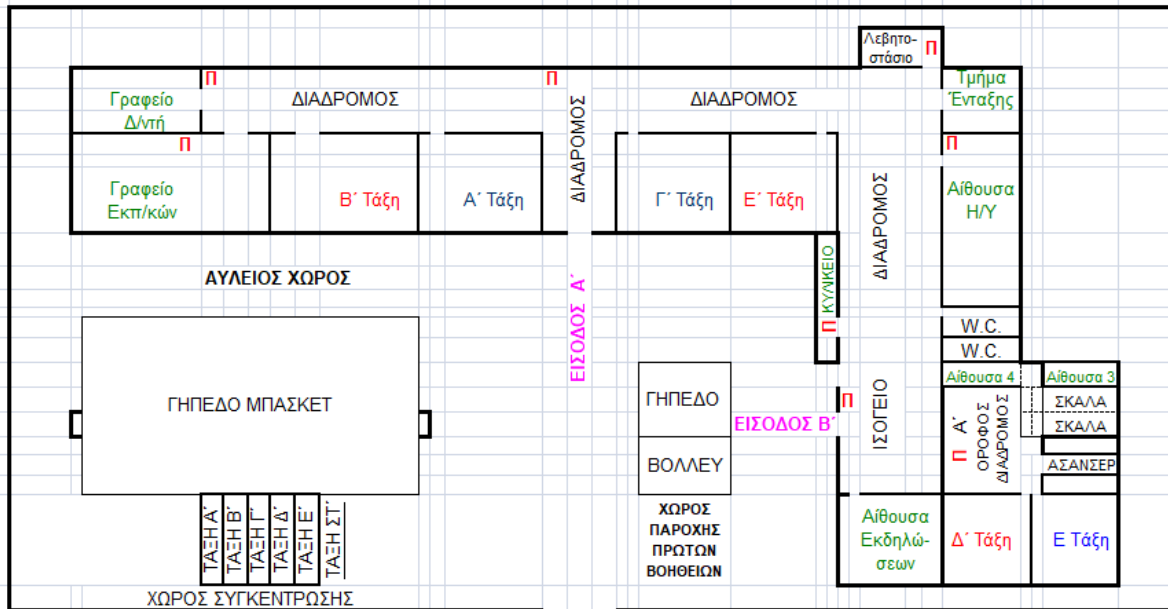 Λεβητο-
στάσιο
Π
Π
Π
Γραφείο
Δ/ντή
ΔΙΑΔΡΟΜΟΣ
ΔΙΑΔΡΟΜΟΣ
ΔΙΑΔΡΟΜΟΣ
Τμήμα
Ένταξης
Π
Π
Γραφείο
Εκπ/κών
Β΄ Τάξη
Α΄ Τάξη
Γ΄ Τάξη
Ε΄ Τάξη
ΔΙΑΔΡΟΜΟΣ
Αίθουσα
Η/Υ
ΑΥΛΕΙΟΣ ΧΩΡΟΣ
ΕΙΣΟΔΟΣ Α΄
ΚΥΛΙΚΕΙΟ
Π
W.C.
W.C.
Αίθουσα 4
Αίθουσα 3
ΓΗΠΕΔΟ ΜΠΑΣΚΕΤ
ΓΗΠΕΔΟ
ΒΟΛΛΕΥ
ΕΙΣΟΔΟΣ Β΄
Π
ΙΣΟΓΕΙΟ
Π
Α΄
ΟΡΟΦΟΣ
ΔΙΑΔΡΟΜΟΣ
ΣΚΑΛΑ
ΣΚΑΛΑ
ΑΣΑΝΣΕΡ
ΤΑΞΗ Α΄
ΤΑΞΗ Β΄
ΤΑΞΗ Γ΄
ΤΑΞΗ Δ΄
ΤΑΞΗ Ε΄
ΤΑΞΗ ΣΤ΄
ΧΩΡΟΣ
ΠΑΡΟΧΗΣ
ΠΡΩΤΩΝ
ΒΟΗΘΕΙΩΝ
Αίθουσα
Εκδηλώ-
σεων
Δ΄ Τάξη
Ε Τάξη
ΧΩΡΟΣ ΣΥΓΚΕΝΤΡΩΣΗΣ